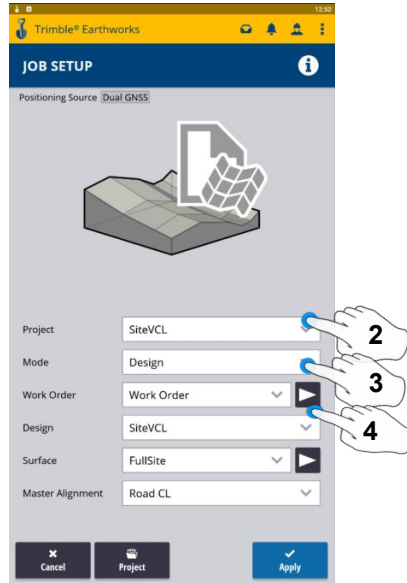 12:52
Trimble® Earthworks
JOB SETUP
Positioning Source Dual GNSS
Project SiteVCL
2
Mode Design
3
Work Order Work Order
4
Design SiteVCL
Surface FullSite
Master Alignment Road CL
Cancel Project Apply